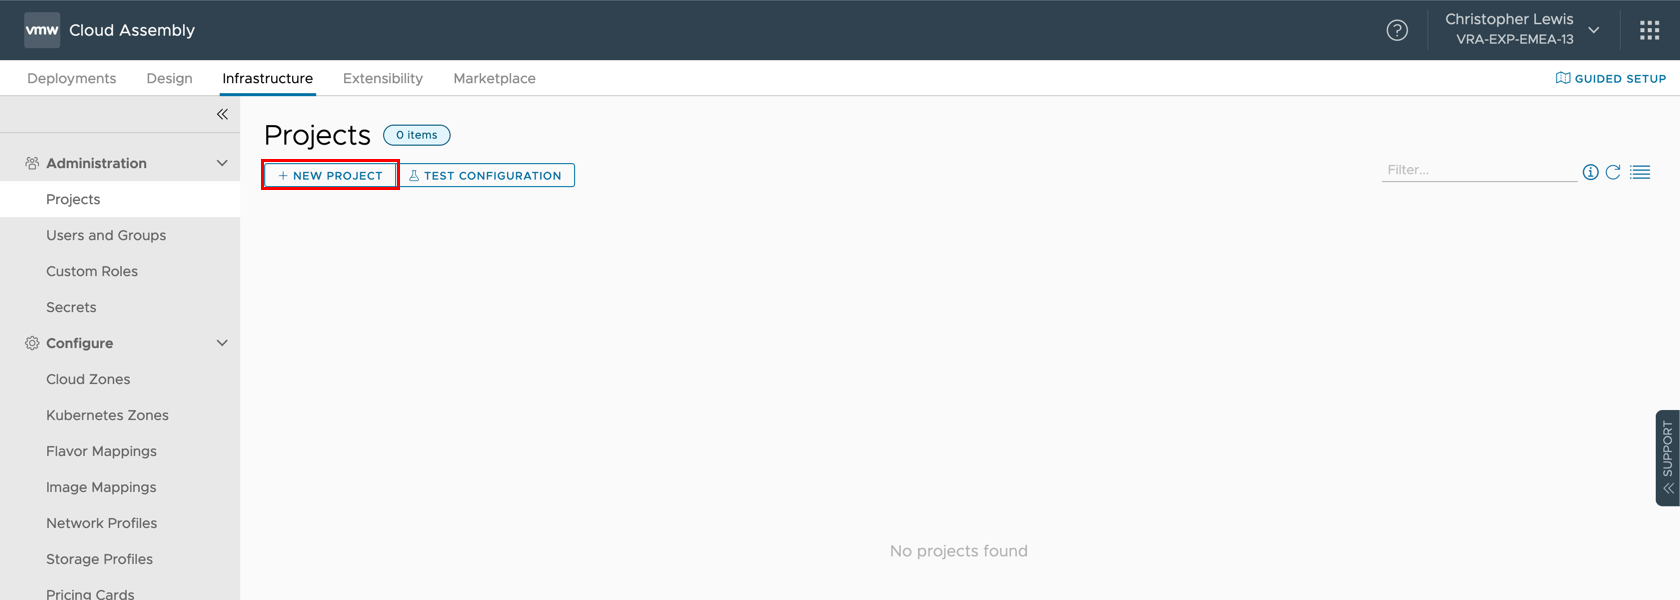 vmw Cloud Assembly
Christopher Lewis
VRA-EXP-EMEA-13
Deployments Design Infrastructure Extensibility Marketplace
GUIDED SETUP
Administration
Projects
Users and Groups
Custom Roles
Secrets
Configure
Cloud Zones
Kubernetes Zones
Flavor Mappings
Image Mappings
Network Profiles
Storage Profiles
Pricing Cards
Projects 0 items
+ NEW PROJECT TEST CONFIGURATION
Filter...
No projects found
SUPPORT